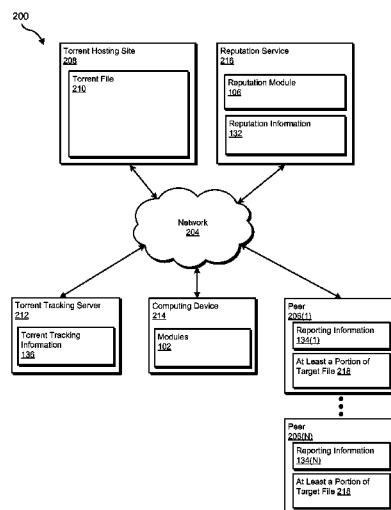 200
Torrent Hosting Site
208
Torrent File
210
Reputation Service
216
Reputation Module
106
Reputation Information
132
Network
204
Torrent Tracking Server
212
Torrent Tracking
Information
136
Computing Device
214
Modules
102
Peer
206(1)
Reporting Information
134(1)
At Least a Portion of
Target File 218
Peer
206(N)
Reporting Information
134(N)
At Least a Portion of
Target File 218